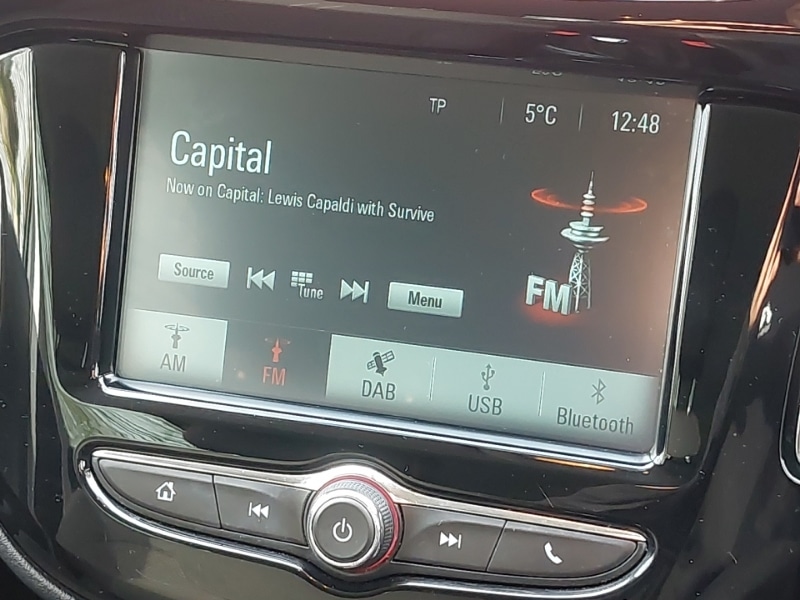 TP 5°C 12:48
Capital
Now on Capital: Lewis Capaldi with Survive
FM
Source Tune Menu
AM FM DAB USB Bluetooth